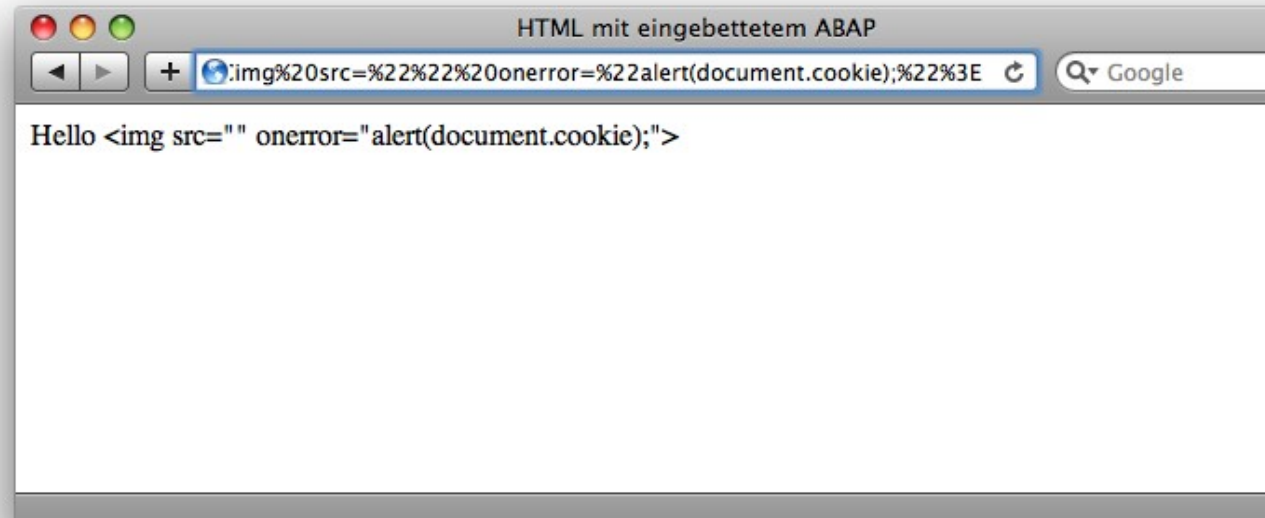 HTML mit eingebettetem ABAP
img%20src=%22%22%20onerror=%22alert(document.cookie);%22%3E
Google
Hello <img src="" onerror="alert(document.cookie);">